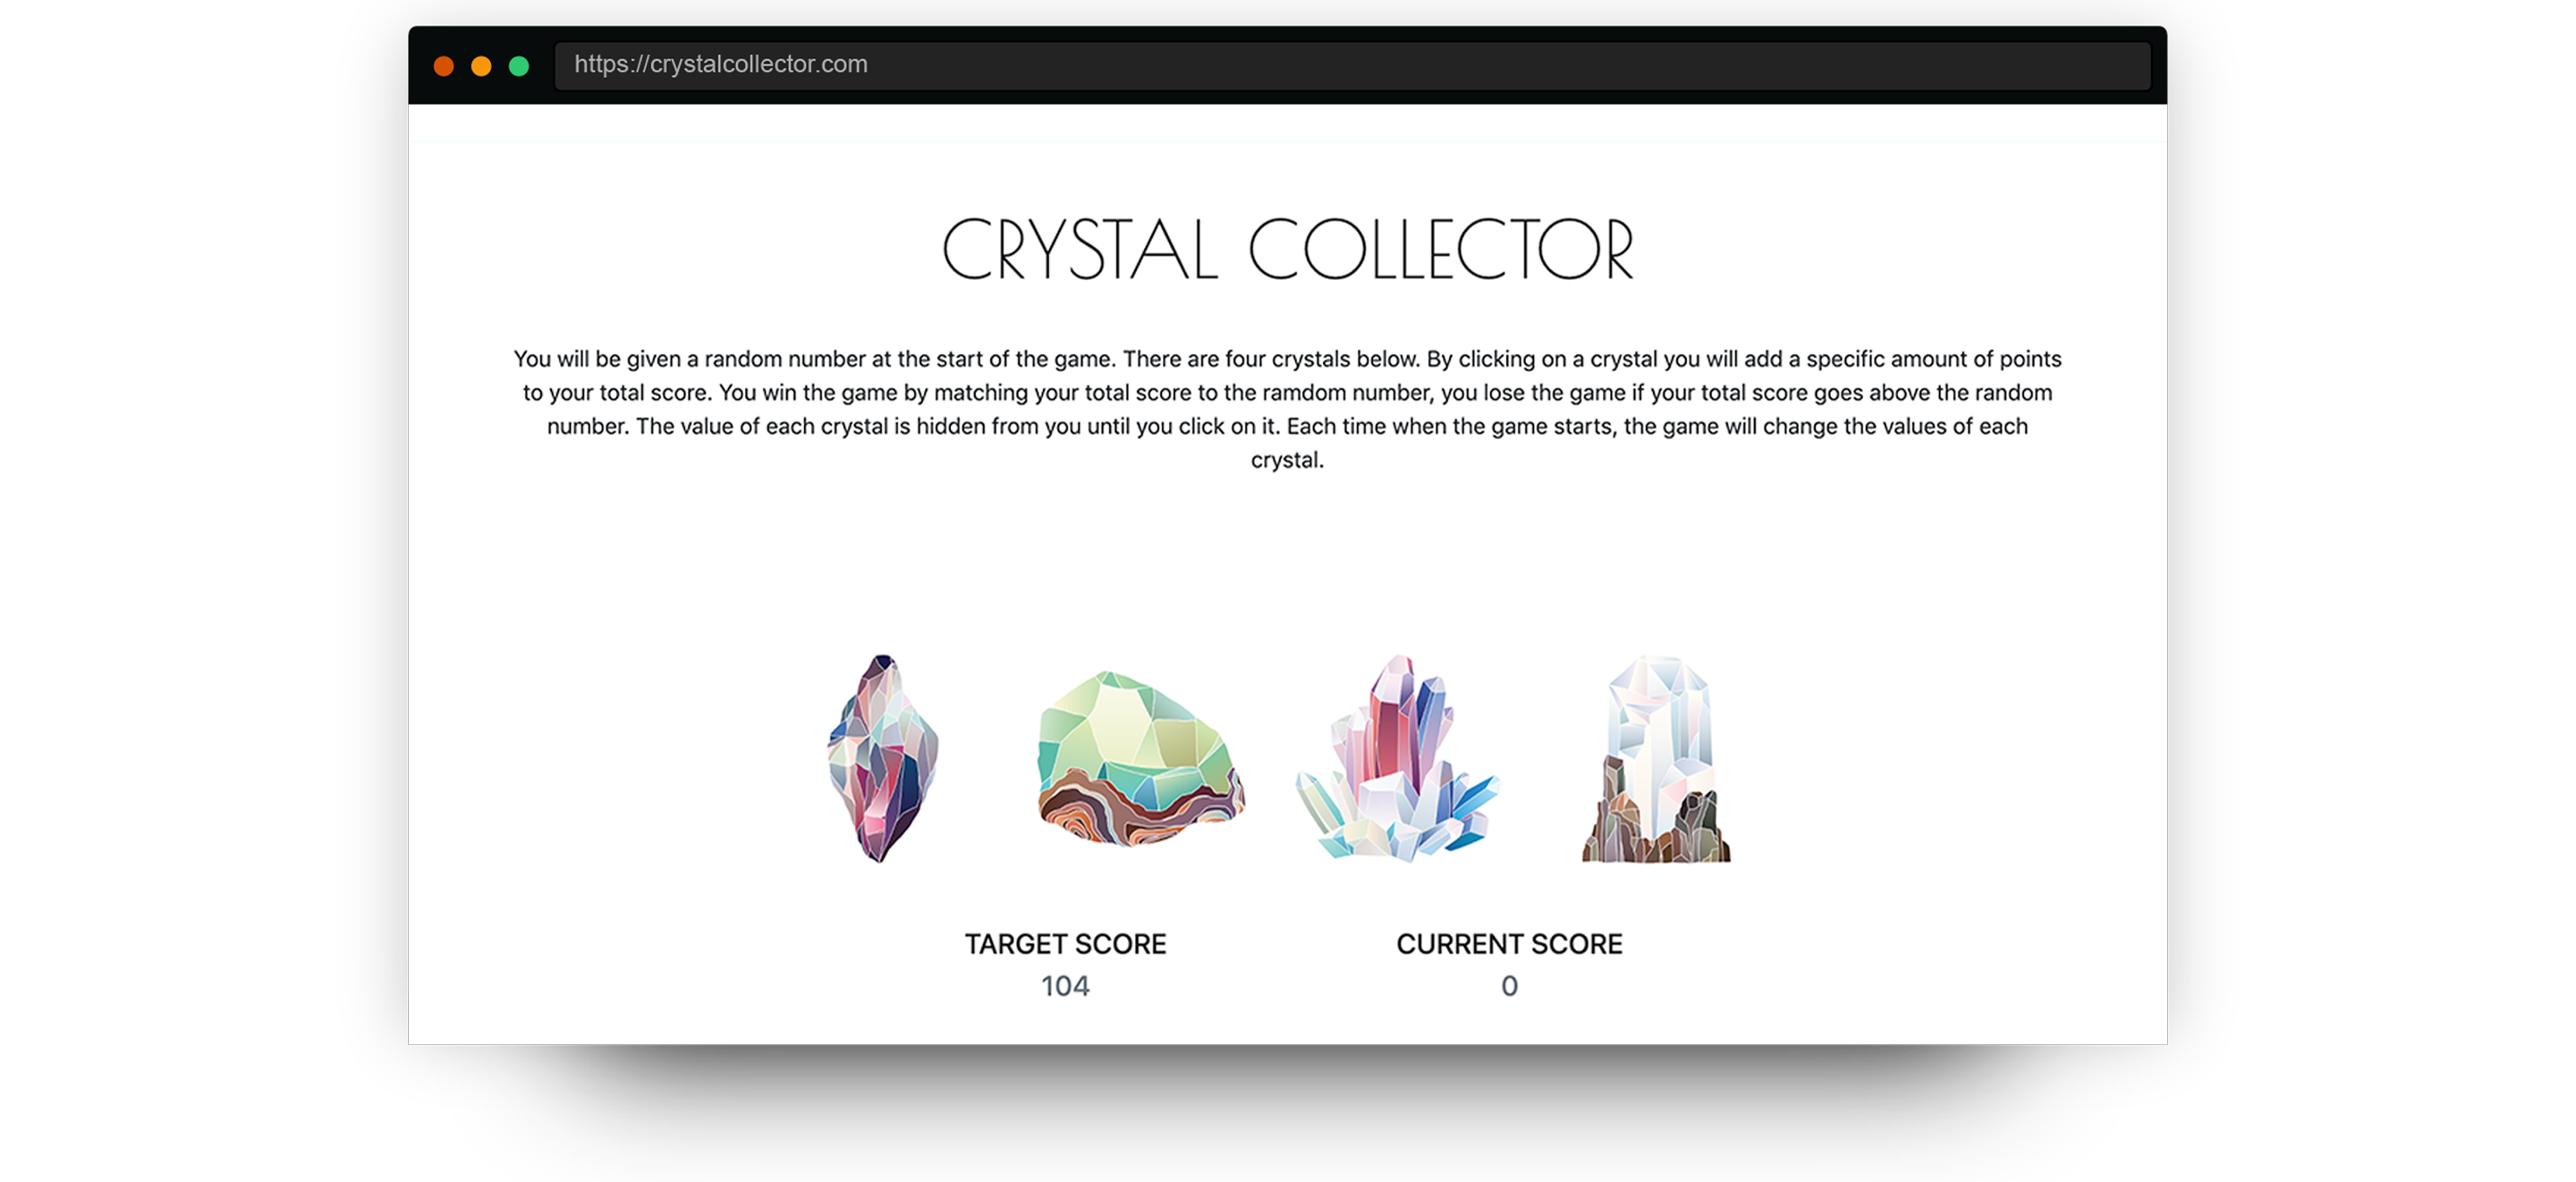 https://crystalcollector.com
CRYSTAL COLLECTOR
You will be given a random number at the start of the game. There are four crystals below. By clicking on a crystal you will add a specific amount of points
to your total score. You win the game by matching your total score to the ramdom number, you lose the game if your total score goes above the random
number. The value of each crystal is hidden from you until you click on it. Each time when the game starts, the game will change the values of each
crystal.
TARGET SCORE
104
CURRENT SCORE
0